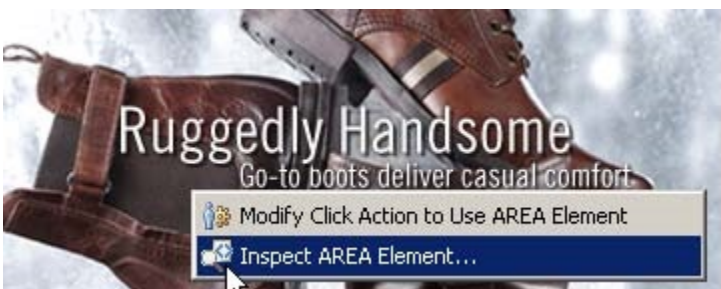 Ruggedly Handsome
Go-to boots deliver casual comfort
Modify Click Action to Use AREA Element
Inspect AREA Element...